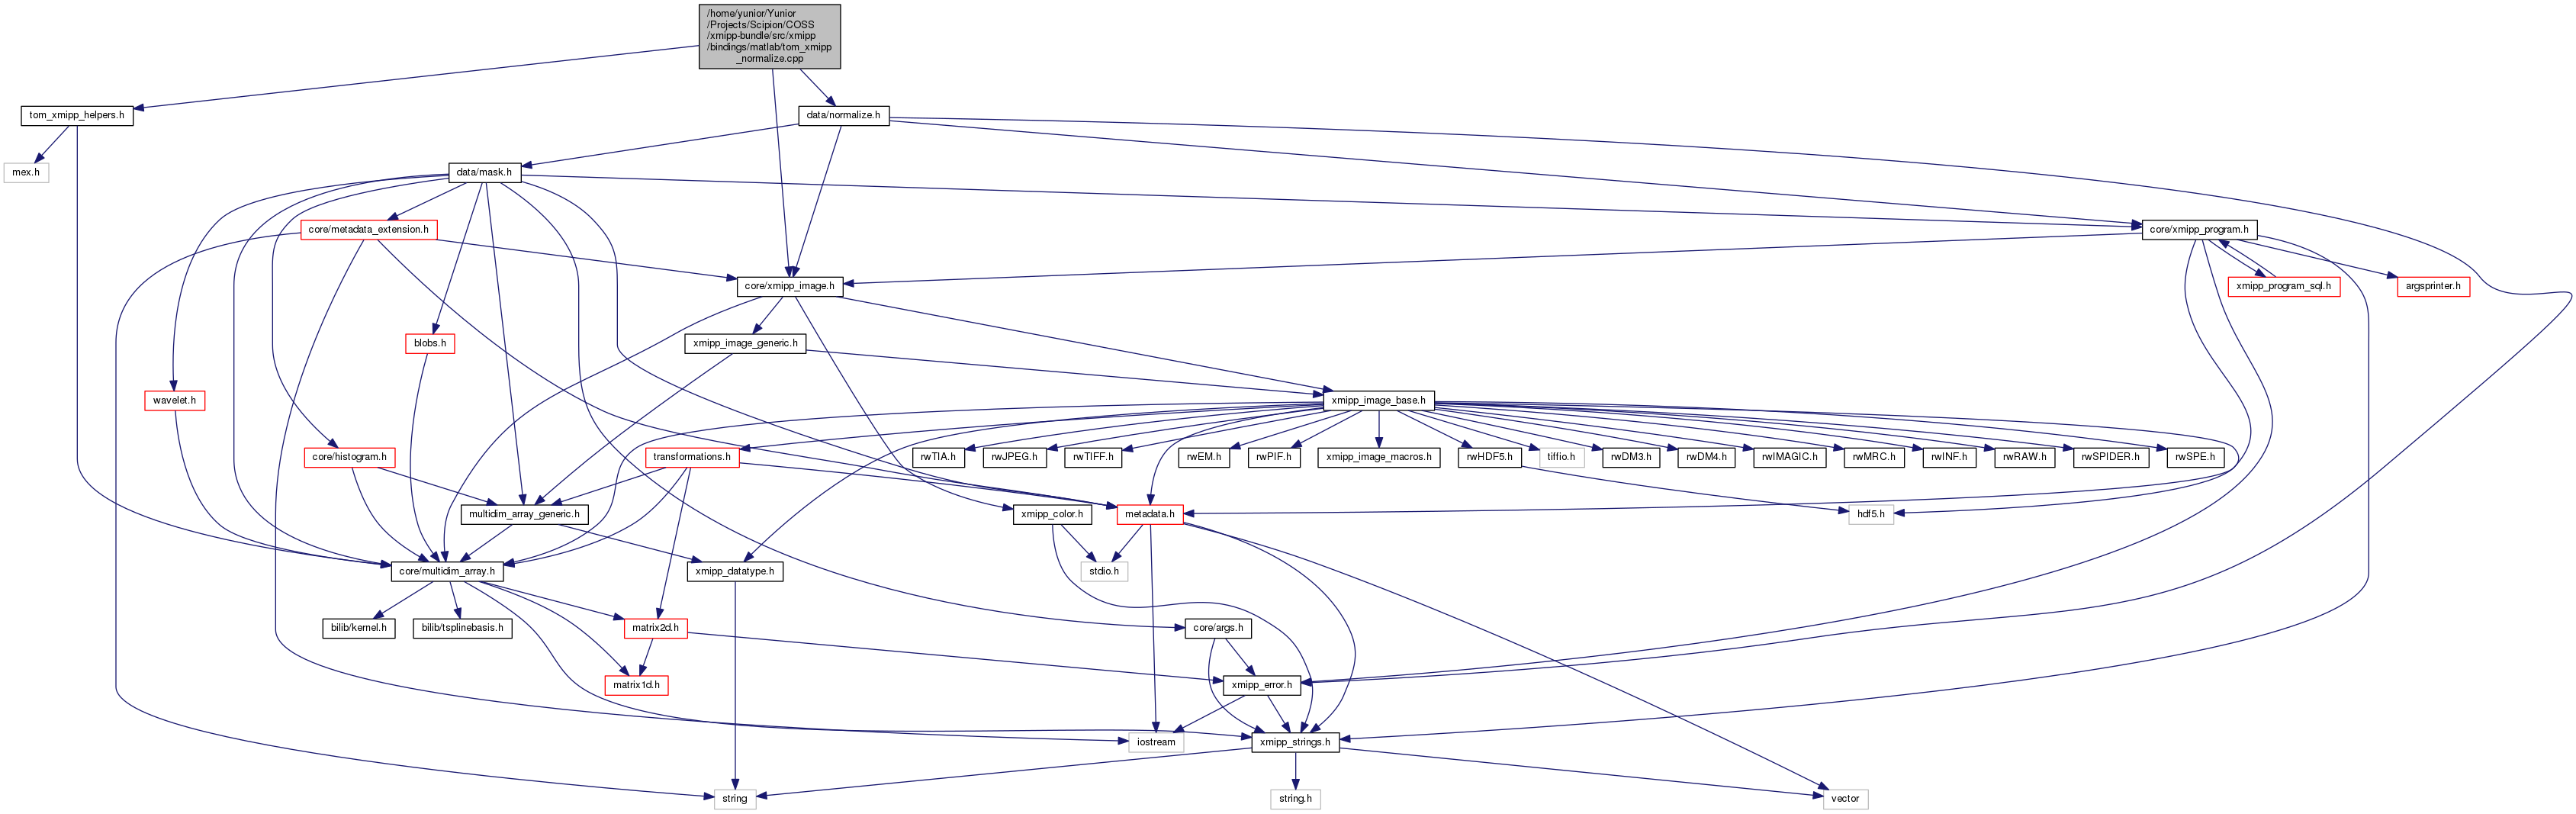 /home/yunior/Yunior
/Projects/Scipion/COSS
/xmipp-bundle/src/xmipp
/bindings/matlab/tom_xmipp
_normalize.cpp
tom_xmipp_helpers.h
data/normalize.h
mex.h
data/mask.h
core/metadata_extension.h
core/xmipp_program.h
core/xmipp_image.h
xmipp_program_sql.h
argsprinter.h
blobs.h
xmipp_image_generic.h
wavelet.h
xmipp_image_base.h
core/histogram.h
transformations.h
rwTIA.h
rwJPEG.h
rwTIFF.h
rwEM.h
rwPIF.h
xmipp_image_macros.h
rwHDF5.h
tiffio.h
rwDM3.h
rwDM4.h
rwIMAGIC.h
rwMRC.h
rwINF.h
rwRAW.h
rwSPIDER.h
rwSPE.h
multidim_array_generic.h
xmipp_color.h
metadata.h
hdf5.h
core/multidim_array.h
xmipp_datatype.h
stdio.h
bilib/kernel.h
bilib/tsplinebasis.h
matrix2d.h
core/args.h
matrix1d.h
xmipp_error.h
iostream
xmipp_strings.h
string
string.h
vector